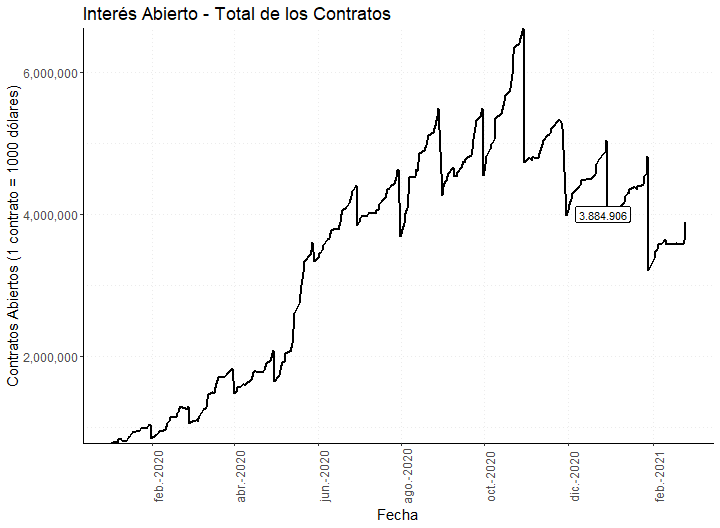 Interés Abierto - Total de los Contratos
Contratos Abiertos (1 contrato = 1000 dólares)
6,000,000
4,000,000
2,000,000
3.884.906
feb.-2020
abr.-2020
jun.-2020
ago.-2020
oct.-2020
dic.-2020
feb.-2021
Fecha